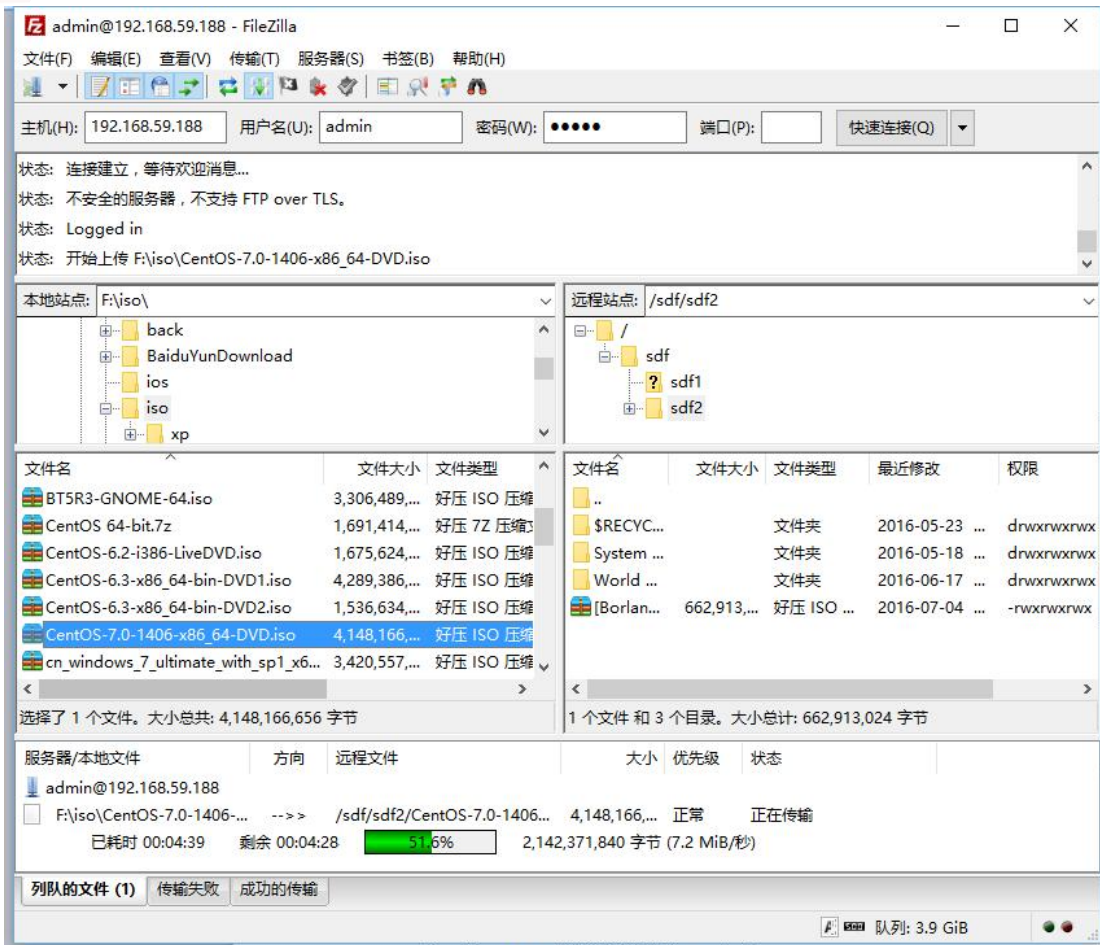 admin@192.168.59.188 - FileZilla
文件(F) 编辑(E) 查看(V) 传输(T) 服务器(S) 书签(B) 帮助(H)
主机(H): 192.168.59.188 用户名(U): admin 密码(W): ●●●●● 端口(P): 快速连接(Q)
状态: 连接建立，等待欢迎消息...
状态: 不安全的服务器，不支持 FTP over TLS。
状态: Logged in
状态: 开始上传 F:\iso\CentOS-7.0-1406-x86_64-DVD.iso
本地站点: F:\iso\
back
BaiduYunDownload
ios
iso
xp
远程站点: /sdf/sdf2
/
sdf
? sdf1
sdf2
文件名 文件大小 文件类型
BT5R3-GNOME-64.iso 3,306,489,... 好压 ISO 压缩
CentOS 64-bit.7z 1,691,414,... 好压 7Z 压缩文
CentOS-6.2-i386-LiveDVD.iso 1,675,624,... 好压 ISO 压缩
CentOS-6.3-x86_64-bin-DVD1.iso 4,289,386,... 好压 ISO 压缩
CentOS-6.3-x86_64-bin-DVD2.iso 1,536,634,... 好压 ISO 压缩
CentOS-7.0-1406-x86_64-DVD.iso 4,148,166,... 好压 ISO 压缩
cn_windows_7_ultimate_with_sp1_x6... 3,420,557,... 好压 ISO 压缩
选择了 1 个文件。大小总共: 4,148,166,656 字节
文件名 文件大小 文件类型 最近修改 权限
..
$RECYC... 文件夹 2016-05-23 ... drwxrwxrwx
System ... 文件夹 2016-05-18 ... drwxrwxrwx
World ... 文件夹 2016-06-17 ... drwxrwxrwx
[Borlan... 662,913,... 好压 ISO ... 2016-07-04 ... -rwxrwxrwx
1 个文件 和 3 个目录。大小总计: 662,913,024 字节
服务器/本地文件 方向 远程文件 大小 优先级 状态
admin@192.168.59.188
F:\iso\CentOS-7.0-1406-... -->> /sdf/sdf2/CentOS-7.0-1406... 4,148,166,... 正常 正在传输
已耗时 00:04:39 剩余 00:04:28 51.6% 2,142,371,840 字节 (7.2 MiB/秒)
列队的文件 (1) 传输失败 成功的传输
队列: 3.9 GiB